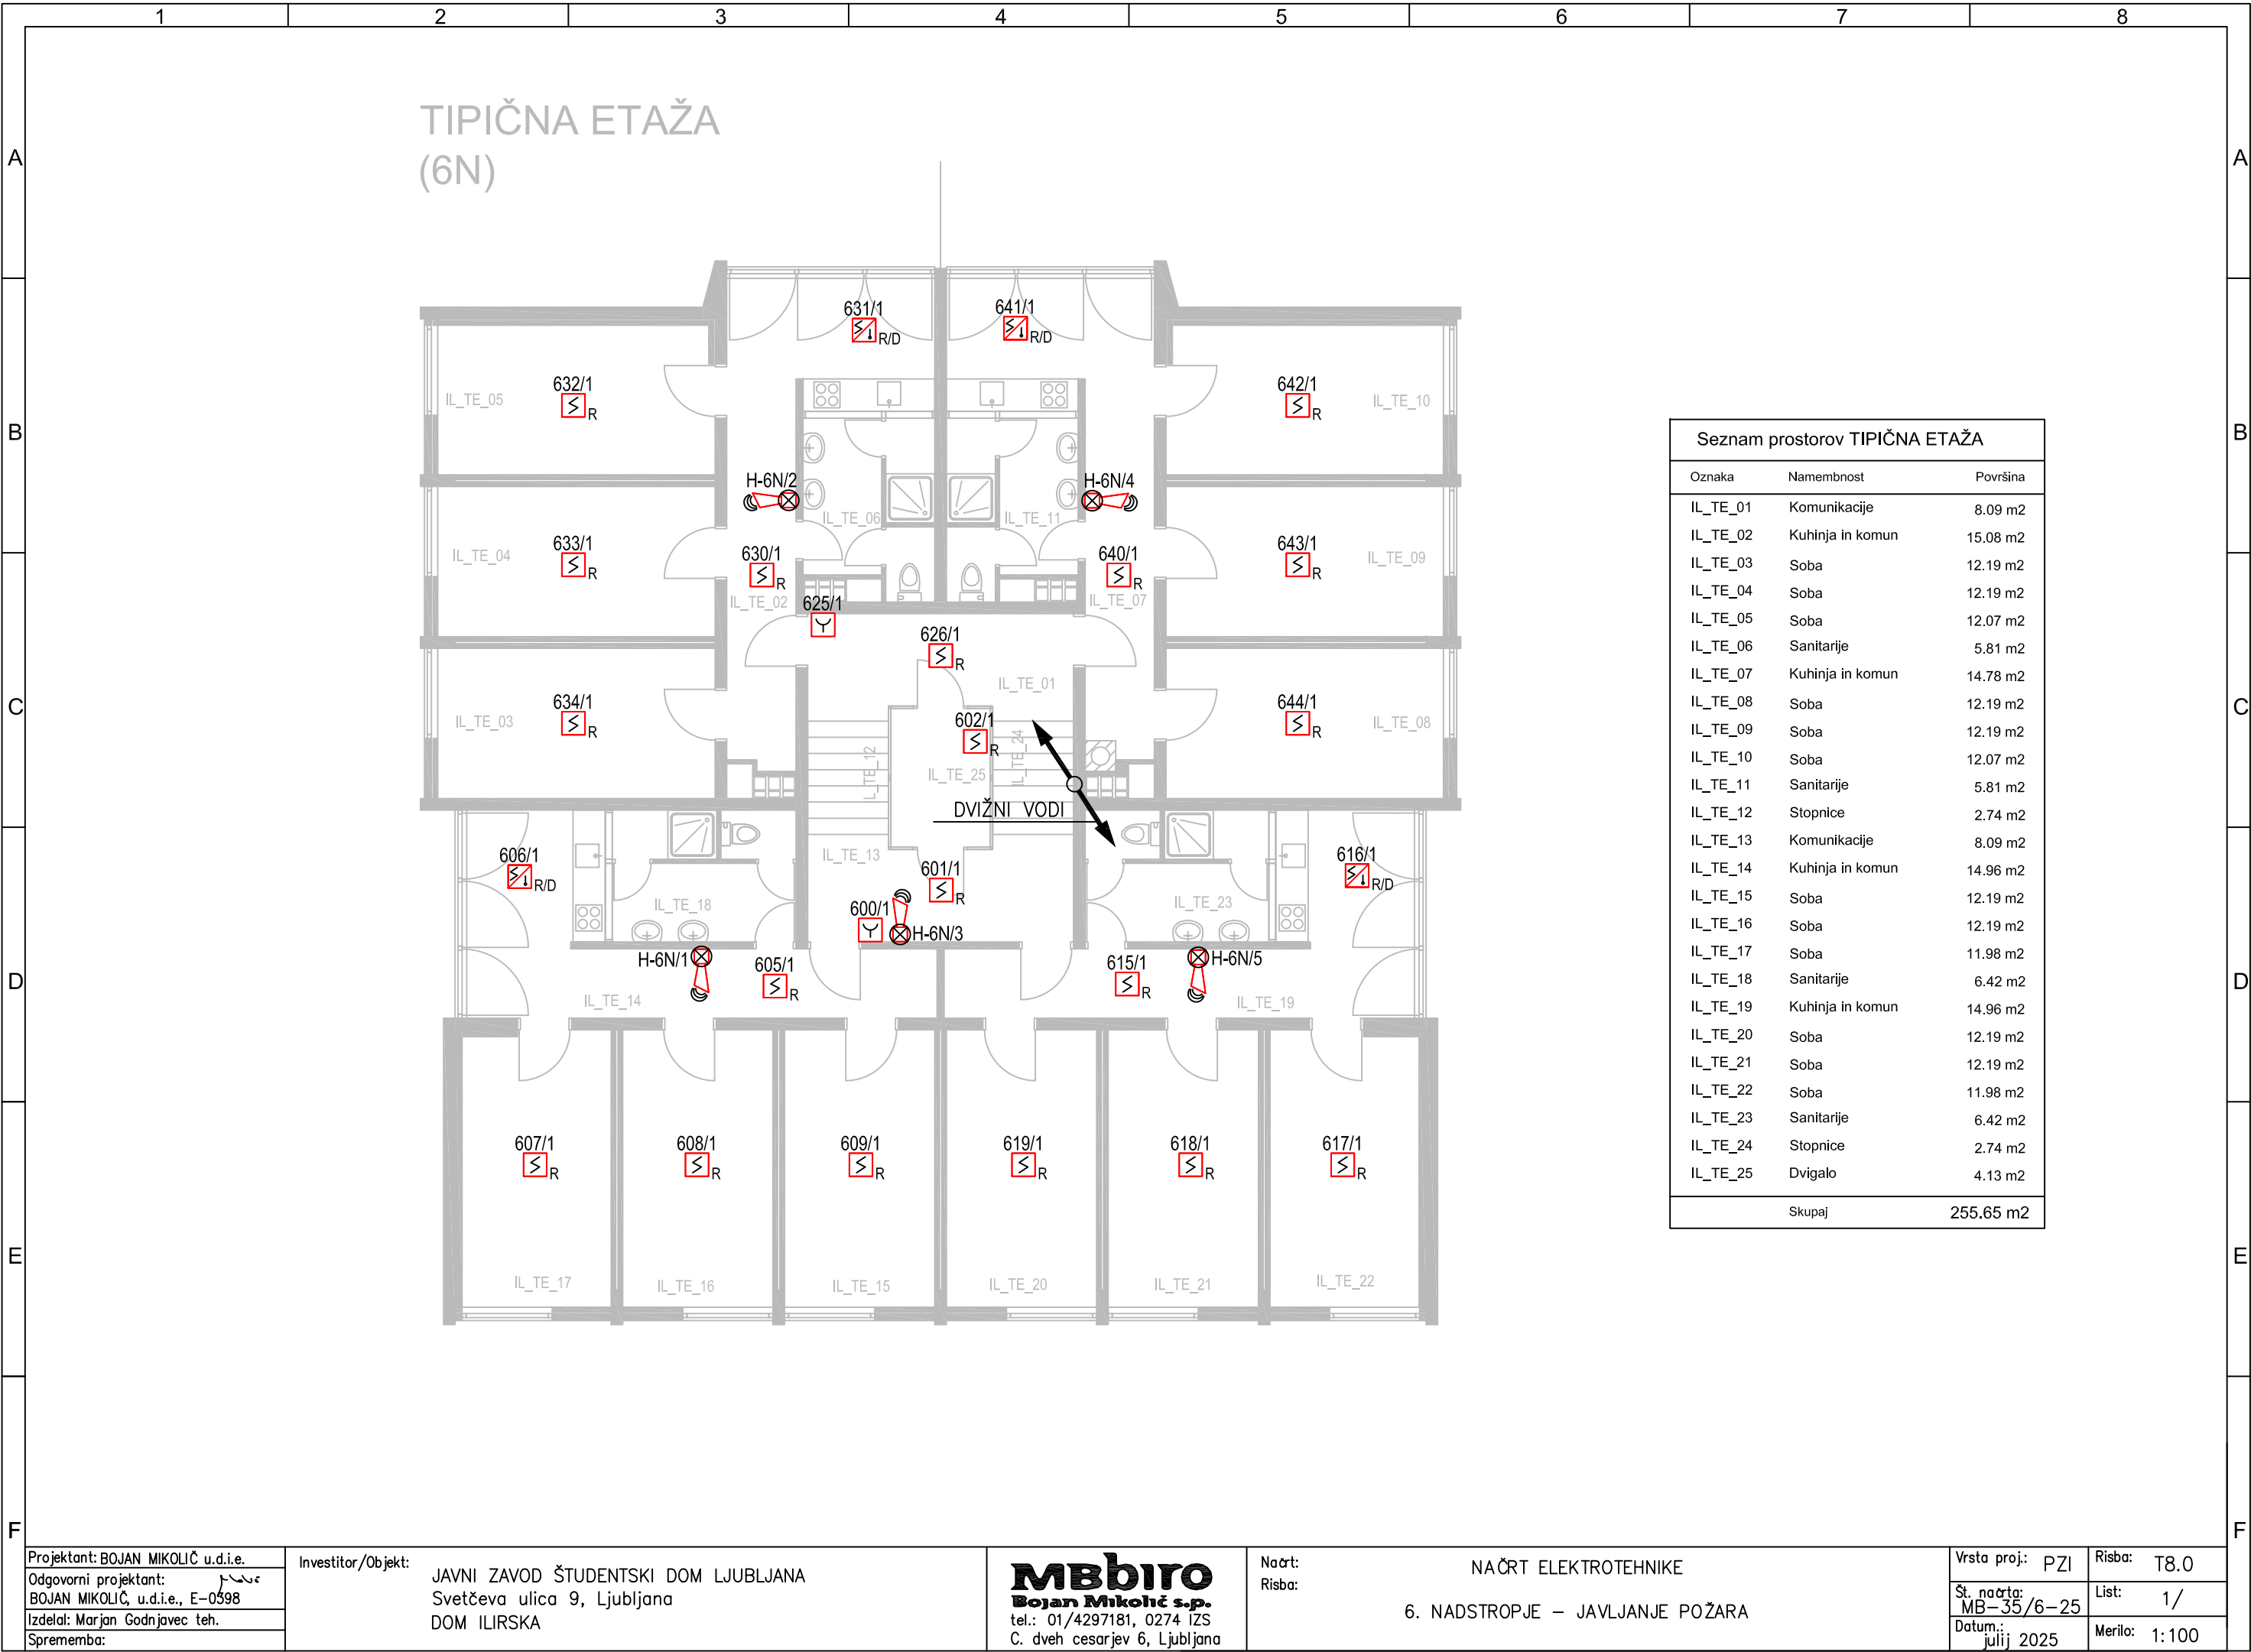 1 2 3 4 5 6 7 8
A A
B B
C C
D D
E E
F F
TIPIČNA ETAŽA
(6N)
631/1
R/D
641/1
R/D
632/1
R
IL_TE_05
642/1
R
IL_TE_10
H-6N/2
H-6N/4
IL_TE_06
IL_TE_11
633/1
R
IL_TE_04
630/1
R
640/1
R
643/1
R
IL_TE_09
IL_TE_02
IL_TE_07
625/1
626/1
R
IL_TE_01
634/1
R
IL_TE_03
602/1
R
644/1
R
IL_TE_08
IL_TE_12
IL_TE_25
IL_TE_24
DVIŽNI VODI
606/1
R/D
IL_TE_13
616/1
R/D
601/1
R
IL_TE_18
600/1
H-6N/3
IL_TE_23
H-6N/1
605/1
R
615/1
R
H-6N/5
IL_TE_14
IL_TE_19
607/1
R
608/1
R
609/1
R
619/1
R
618/1
R
617/1
R
IL_TE_17
IL_TE_16
IL_TE_15
IL_TE_20
IL_TE_21
IL_TE_22
Seznam prostorov TIPIČNA ETAŽA
Oznaka Namembnost Površina
IL_TE_01 Komunikacije 8.09 m2
IL_TE_02 Kuhinja in komun 15.08 m2
IL_TE_03 Soba 12.19 m2
IL_TE_04 Soba 12.19 m2
IL_TE_05 Soba 12.07 m2
IL_TE_06 Sanitarije 5.81 m2
IL_TE_07 Kuhinja in komun 14.78 m2
IL_TE_08 Soba 12.19 m2
IL_TE_09 Soba 12.19 m2
IL_TE_10 Soba 12.07 m2
IL_TE_11 Sanitarije 5.81 m2
IL_TE_12 Stopnice 2.74 m2
IL_TE_13 Komunikacije 8.09 m2
IL_TE_14 Kuhinja in komun 14.96 m2
IL_TE_15 Soba 12.19 m2
IL_TE_16 Soba 12.19 m2
IL_TE_17 Soba 11.98 m2
IL_TE_18 Sanitarije 6.42 m2
IL_TE_19 Kuhinja in komun 14.96 m2
IL_TE_20 Soba 12.19 m2
IL_TE_21 Soba 12.19 m2
IL_TE_22 Soba 11.98 m2
IL_TE_23 Sanitarije 6.42 m2
IL_TE_24 Stopnice 2.74 m2
IL_TE_25 Dvigalo 4.13 m2
Skupaj 255.65 m2
Projektant: BOJAN MIKOLIČ u.d.i.e.
Odgovorni projektant:
BOJAN MIKOLIČ, u.d.i.e., E-0598
Izdelal: Marjan Godnjavec teh.
Sprememba:
Investitor/Objekt:
JAVNI ZAVOD ŠTUDENTSKI DOM LJUBLJANA
Svetčeva ulica 9, Ljubljana
DOM ILIRSKA
MBbiro
Bojan Mikolič s.p.
tel.: 01/4297181, 0274 IZS
C. dveh cesarjev 6, Ljubljana
Načrt: NAČRT ELEKTROTEHNIKE
Risba:
6. NADSTROPJE – JAVLJANJE POŽARA
Vrsta proj.: PZI
Risba: T8.0
Št. načrta:
MB-35/6-25
List: 1/
Datum.:
julij 2025
Merilo: 1:100